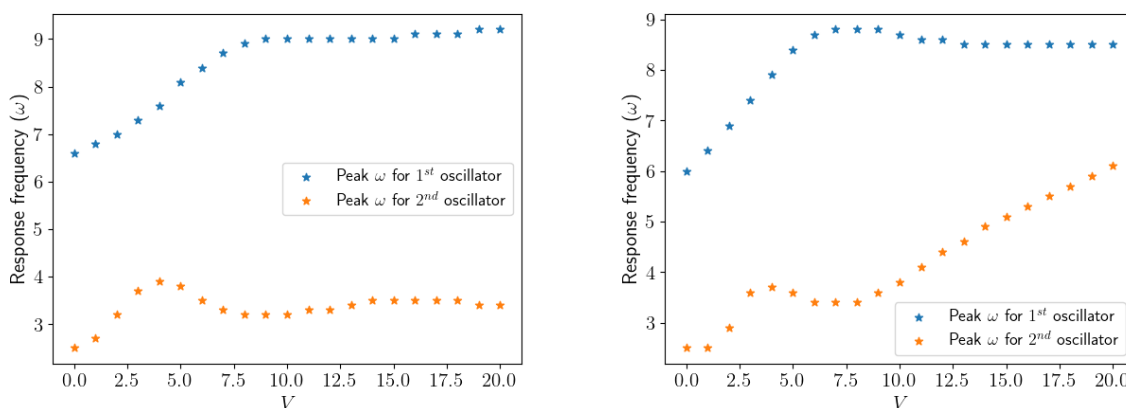 9
8
7
6
5
4
3
0.0 2.5 5.0 7.5 10.0 12.5 15.0 17.5 20.0
V
Response frequency (ω)
Peak ω for 1st oscillator
Peak ω for 2nd oscillator
9
8
7
6
5
4
3
0.0 2.5 5.0 7.5 10.0 12.5 15.0 17.5 20.0
V
Response frequency (ω)
Peak ω for 1st oscillator
Peak ω for 2nd oscillator